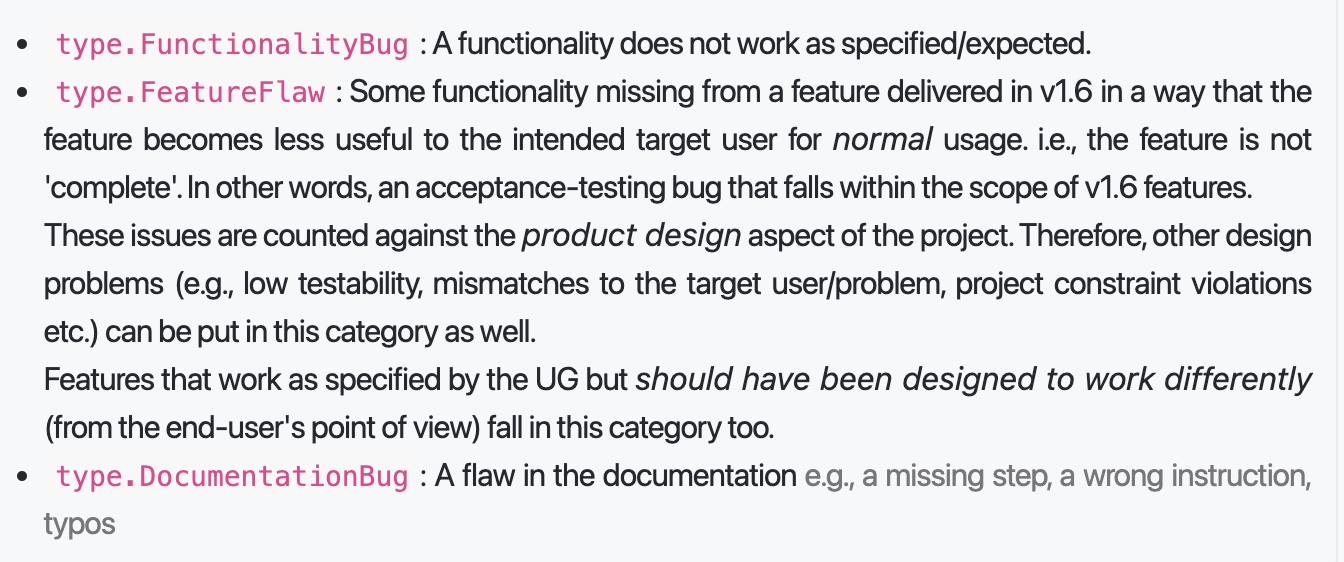 • type.FunctionalityBug : A functionality does not work as specified/expected.
• type.FeatureFlaw : Some functionality missing from a feature delivered in v1.6 in a way that the
feature becomes less useful to the intended target user for normal usage. i.e., the feature is not
'complete'. In other words, an acceptance-testing bug that falls within the scope of v1.6 features.
These issues are counted against the product design aspect of the project. Therefore, other design
problems (e.g., low testability, mismatches to the target user/problem, project constraint violations
etc.) can be put in this category as well.
Features that work as specified by the UG but should have been designed to work differently
(from the end-user's point of view) fall in this category too.
• type.DocumentationBug : A flaw in the documentation e.g., a missing step, a wrong instruction,
typos